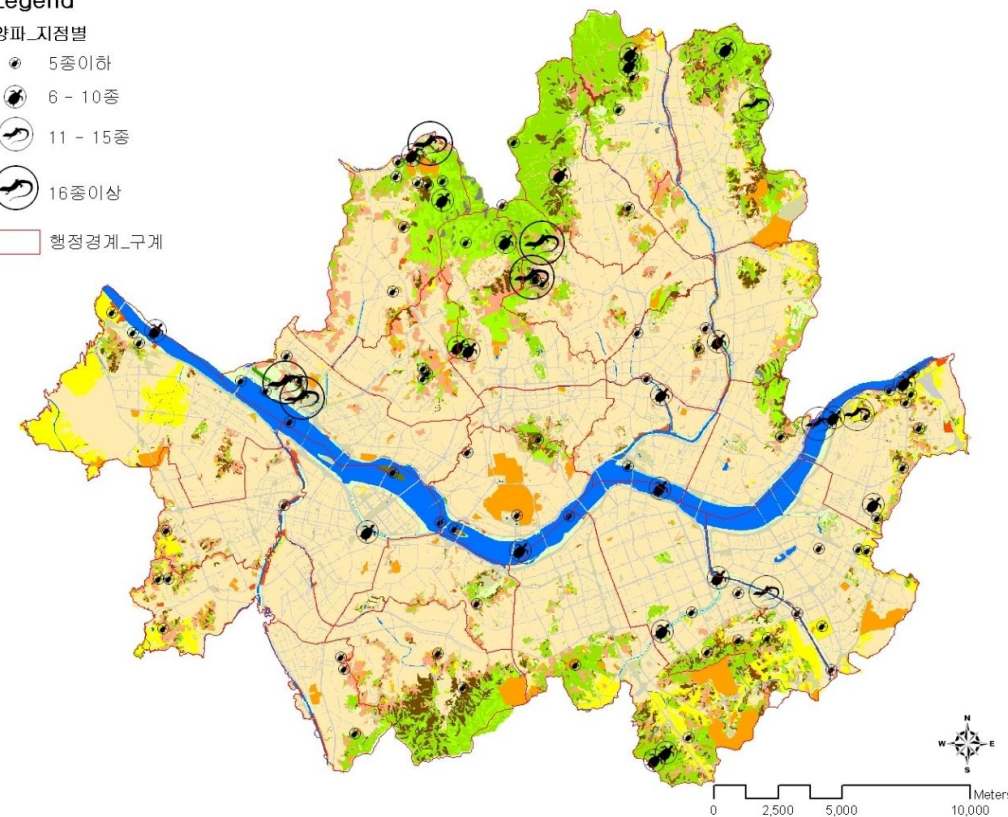 Legend
양파_지점별
5종이하
6 - 10종
11 - 15종
16종이상
행정경계_구계
N
W E
S
Meters
0 2,500 5,000 10,000